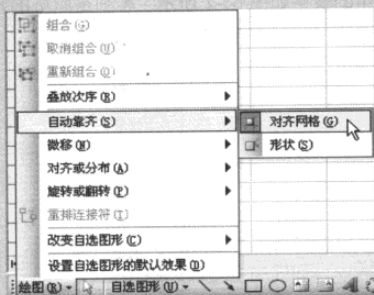 组合(G)
取消组合(U)
重新组合(O)
叠放次序(R)
自动靠齐(S)
对齐网格(G)
微移(N)
形状(S)
对齐或分布(A)
旋转或翻转(P)
重排连接符(T)
改变自选图形(C)
设置自选图形的默认效果(D)
绘图(R) 自选图形(U)